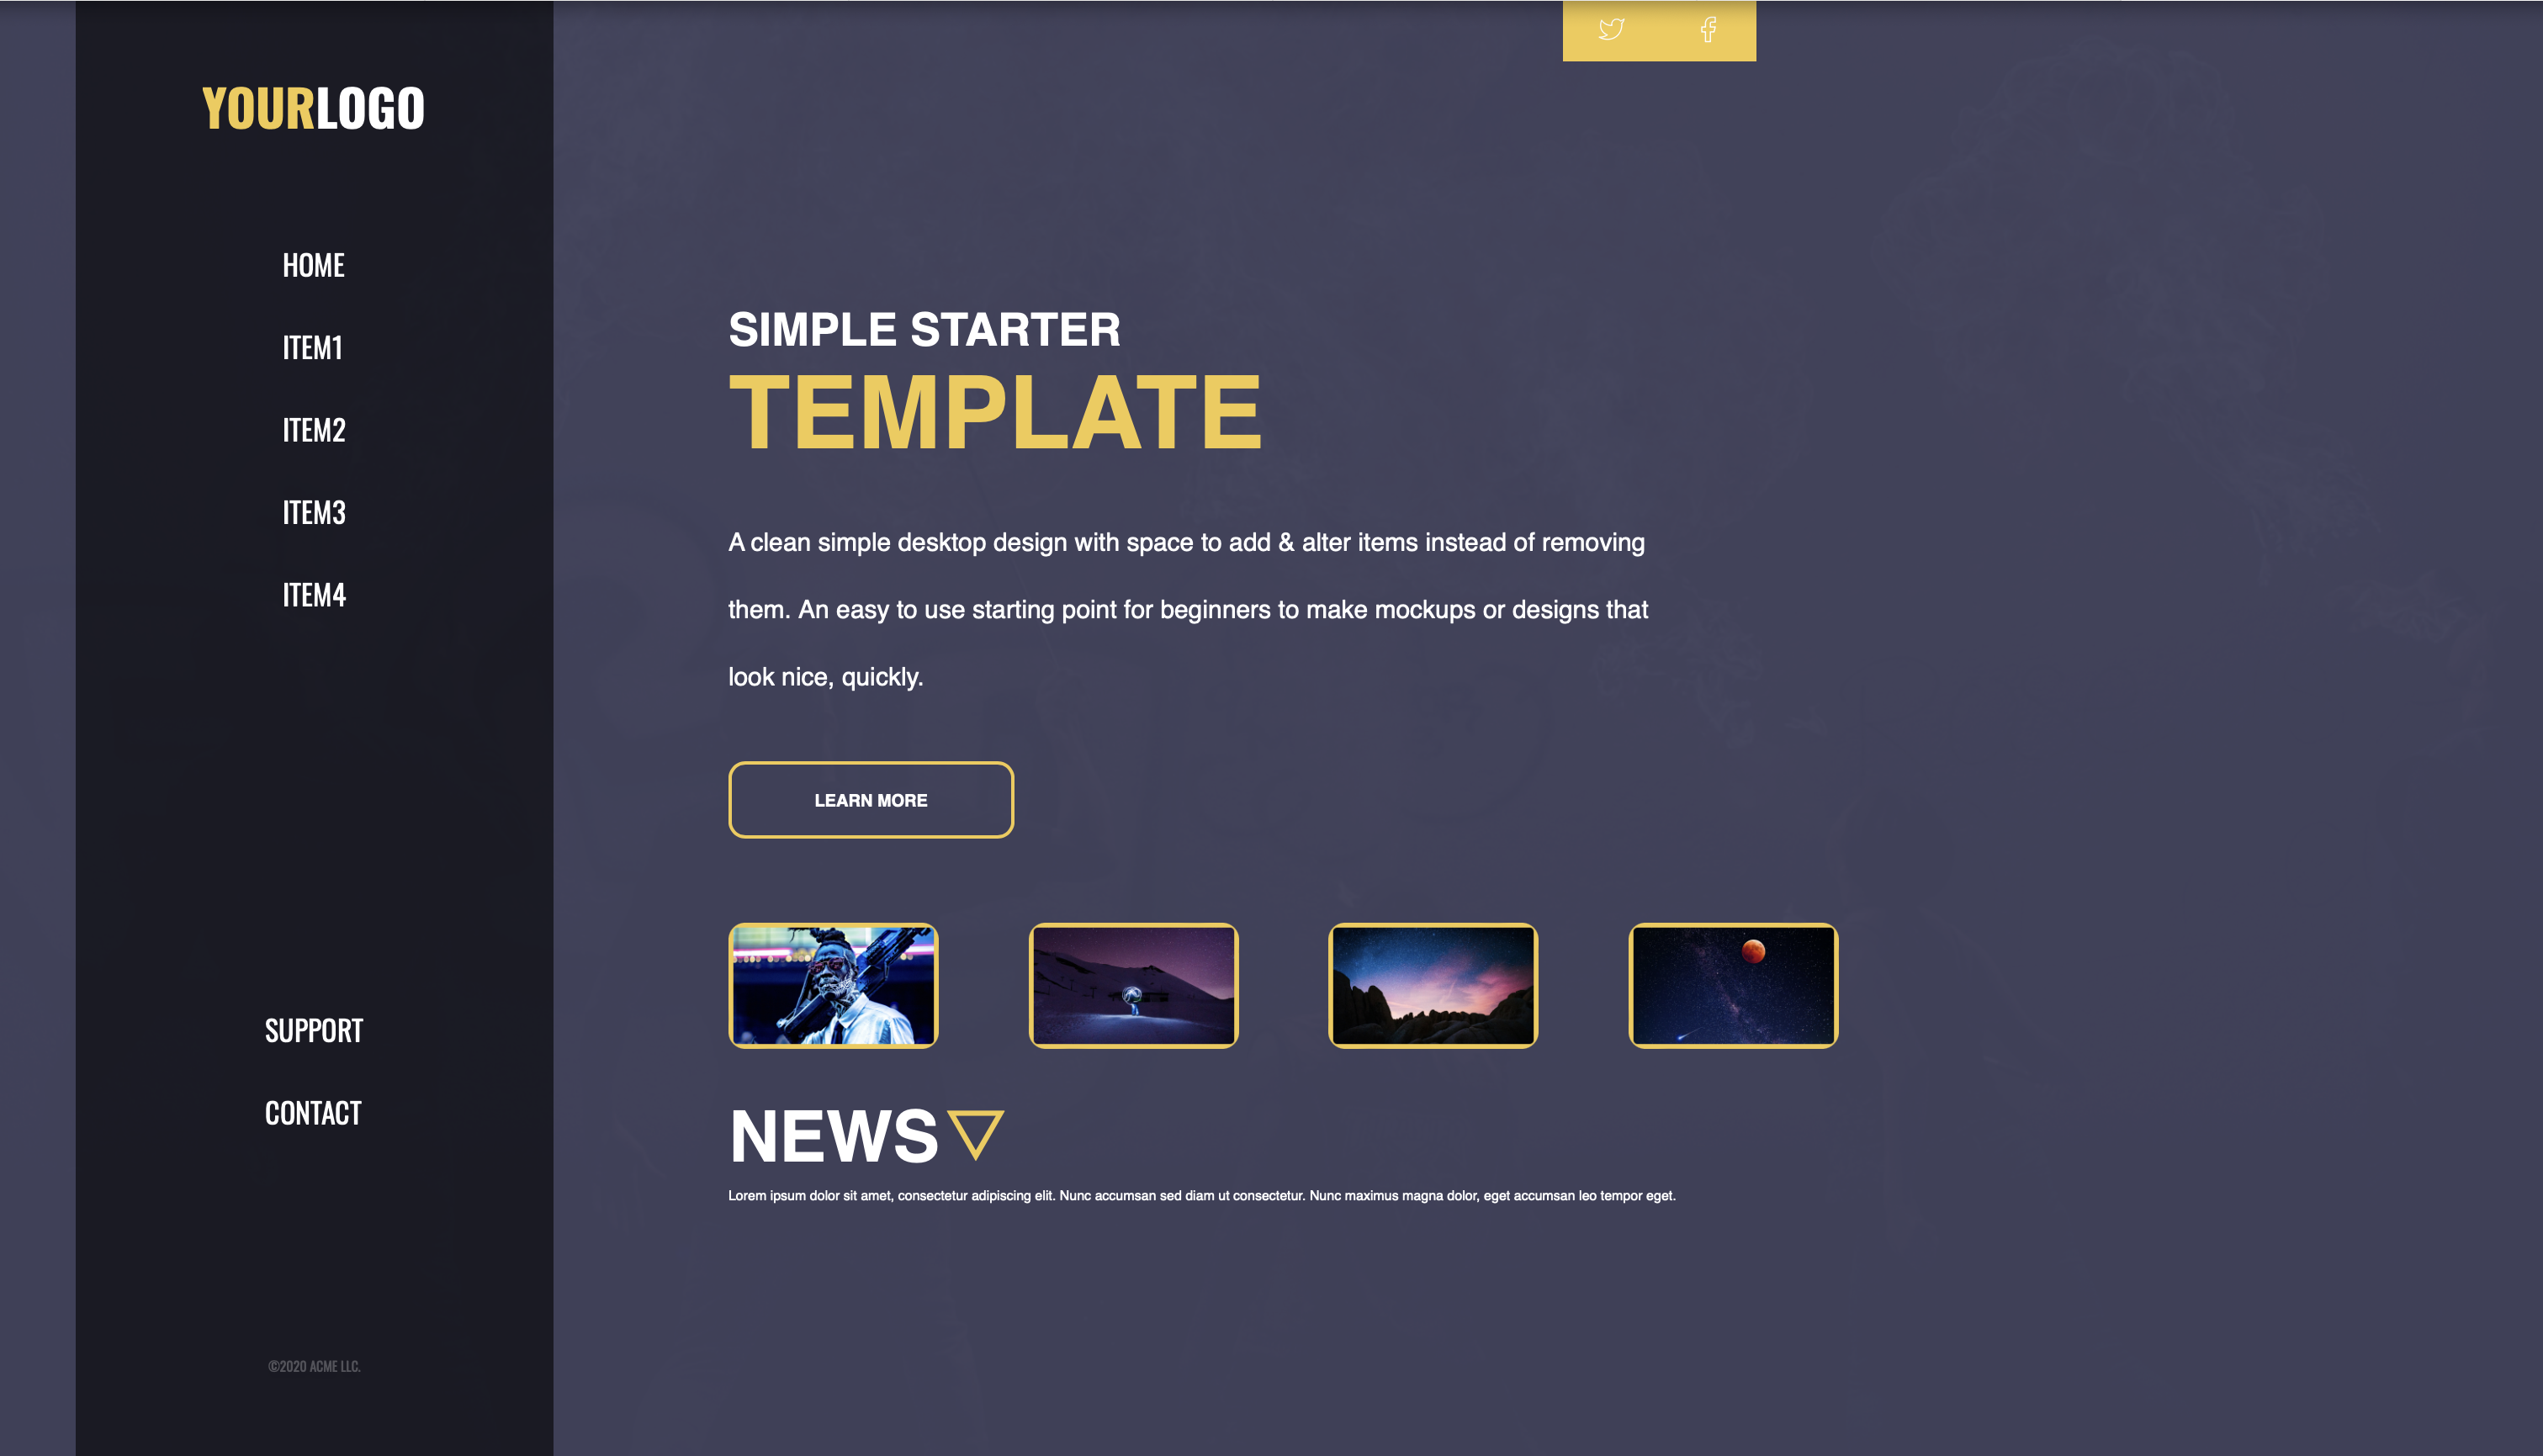 YOURLOGO
HOME
ITEM1
ITEM2
ITEM3
ITEM4
SUPPORT
CONTACT
©2020 ACME LLC.
SIMPLE STARTER
TEMPLATE
A clean simple desktop design with space to add & alter items instead of removing
them. An easy to use starting point for beginners to make mockups or designs that
look nice, quickly.
LEARN MORE
NEWS
Lorem ipsum dolor sit amet, consectetur adipiscing elit. Nunc accumsan sed diam ut consectetur. Nunc maximus magna dolor, eget accumsan leo tempor eget.